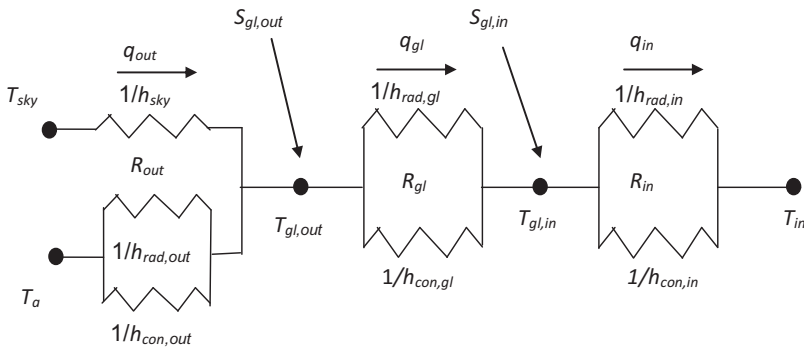 S_gl,out
S_gl,in
q_out
q_gl
q_in
1/h_sky
1/h_rad,gl
1/h_rad,in
T_sky
R_out
R_gl
R_in
T_gl,out
T_gl,in
T_in
1/h_rad,out
1/h_con,gl
1/h_con,in
T_a
1/h_con,out